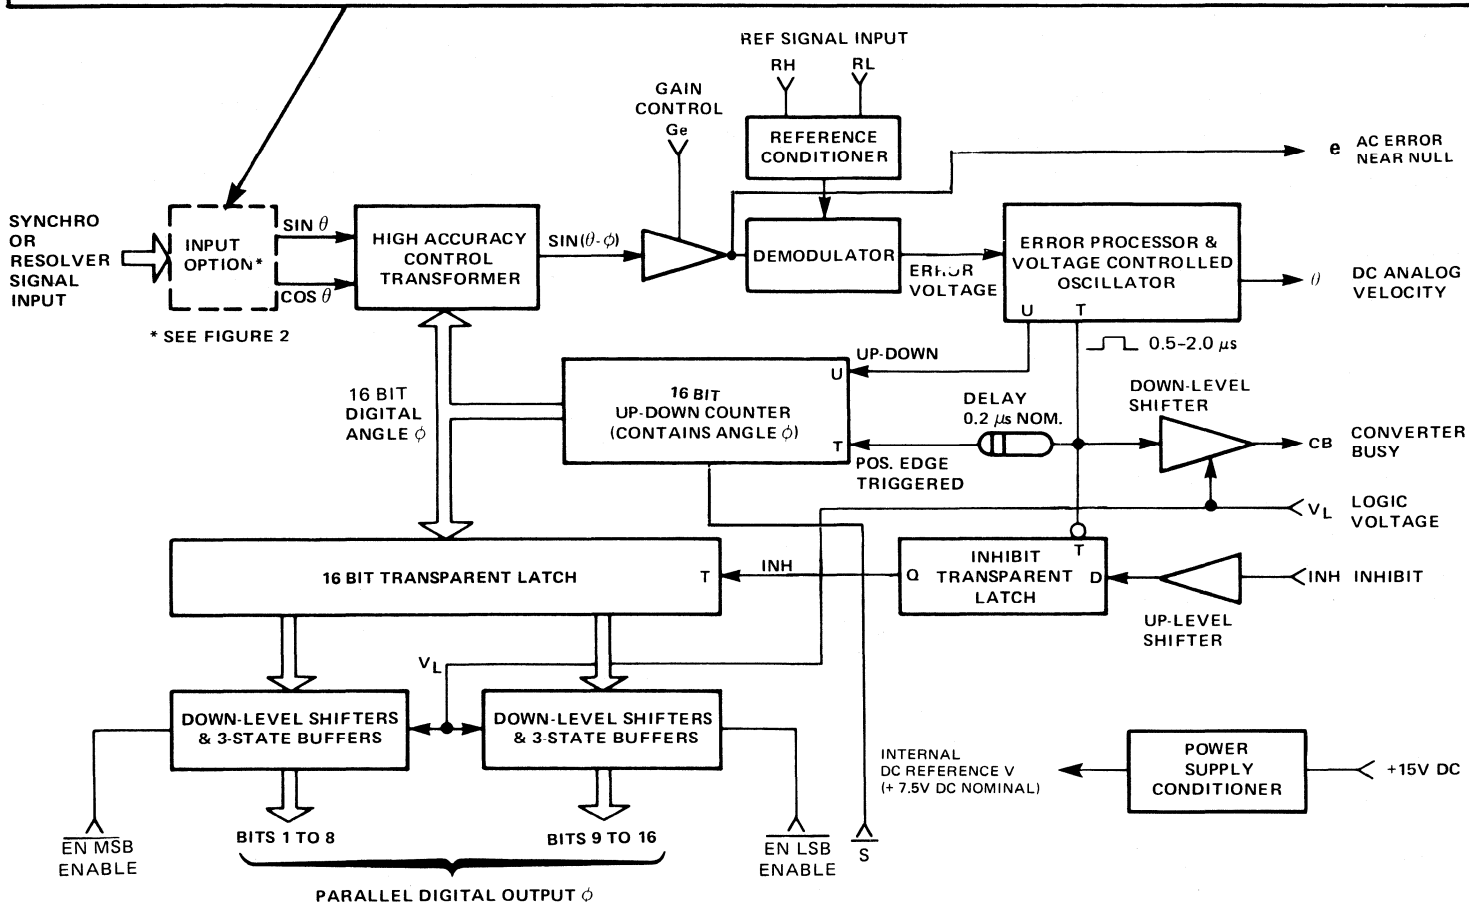 REF SIGNAL INPUT
RH
RL
GAIN
CONTROL
Ge
REFERENCE
CONDITIONER
e
AC ERROR
NEAR NULL
SYNCHRO
OR
RESOLVER
SIGNAL
INPUT
INPUT
OPTION*
SIN θ
COS θ
* SEE FIGURE 2
HIGH ACCURACY
CONTROL
TRANSFORMER
SIN(θ-ϕ)
DEMODULATOR
ERROR
VOLTAGE
ERROR PROCESSOR &
VOLTAGE CONTROLLED
OSCILLATOR
U
T
θ
DC ANALOG
VELOCITY
0.5-2.0 µs
UP-DOWN
16 BIT
DIGITAL
ANGLE ϕ
16 BIT
UP-DOWN COUNTER
(CONTAINS ANGLE ϕ)
U
T
POS. EDGE
TRIGGERED
DELAY
0.2 µs NOM.
DOWN-LEVEL
SHIFTER
CB
CONVERTER
BUSY
VL
LOGIC
VOLTAGE
16 BIT TRANSPARENT LATCH
T
INH
Q
INHIBIT
TRANSPARENT
LATCH
T
D
INH INHIBIT
UP-LEVEL
SHIFTER
VL
DOWN-LEVEL SHIFTERS
& 3-STATE BUFFERS
DOWN-LEVEL SHIFTERS
& 3-STATE BUFFERS
INTERNAL
DC REFERENCE V
(+ 7.5V DC NOMINAL)
POWER
SUPPLY
CONDITIONER
+15V DC
EN MSB
ENABLE
BITS 1 TO 8
BITS 9 TO 16
EN LSB
ENABLE
S
PARALLEL DIGITAL OUTPUT ϕ